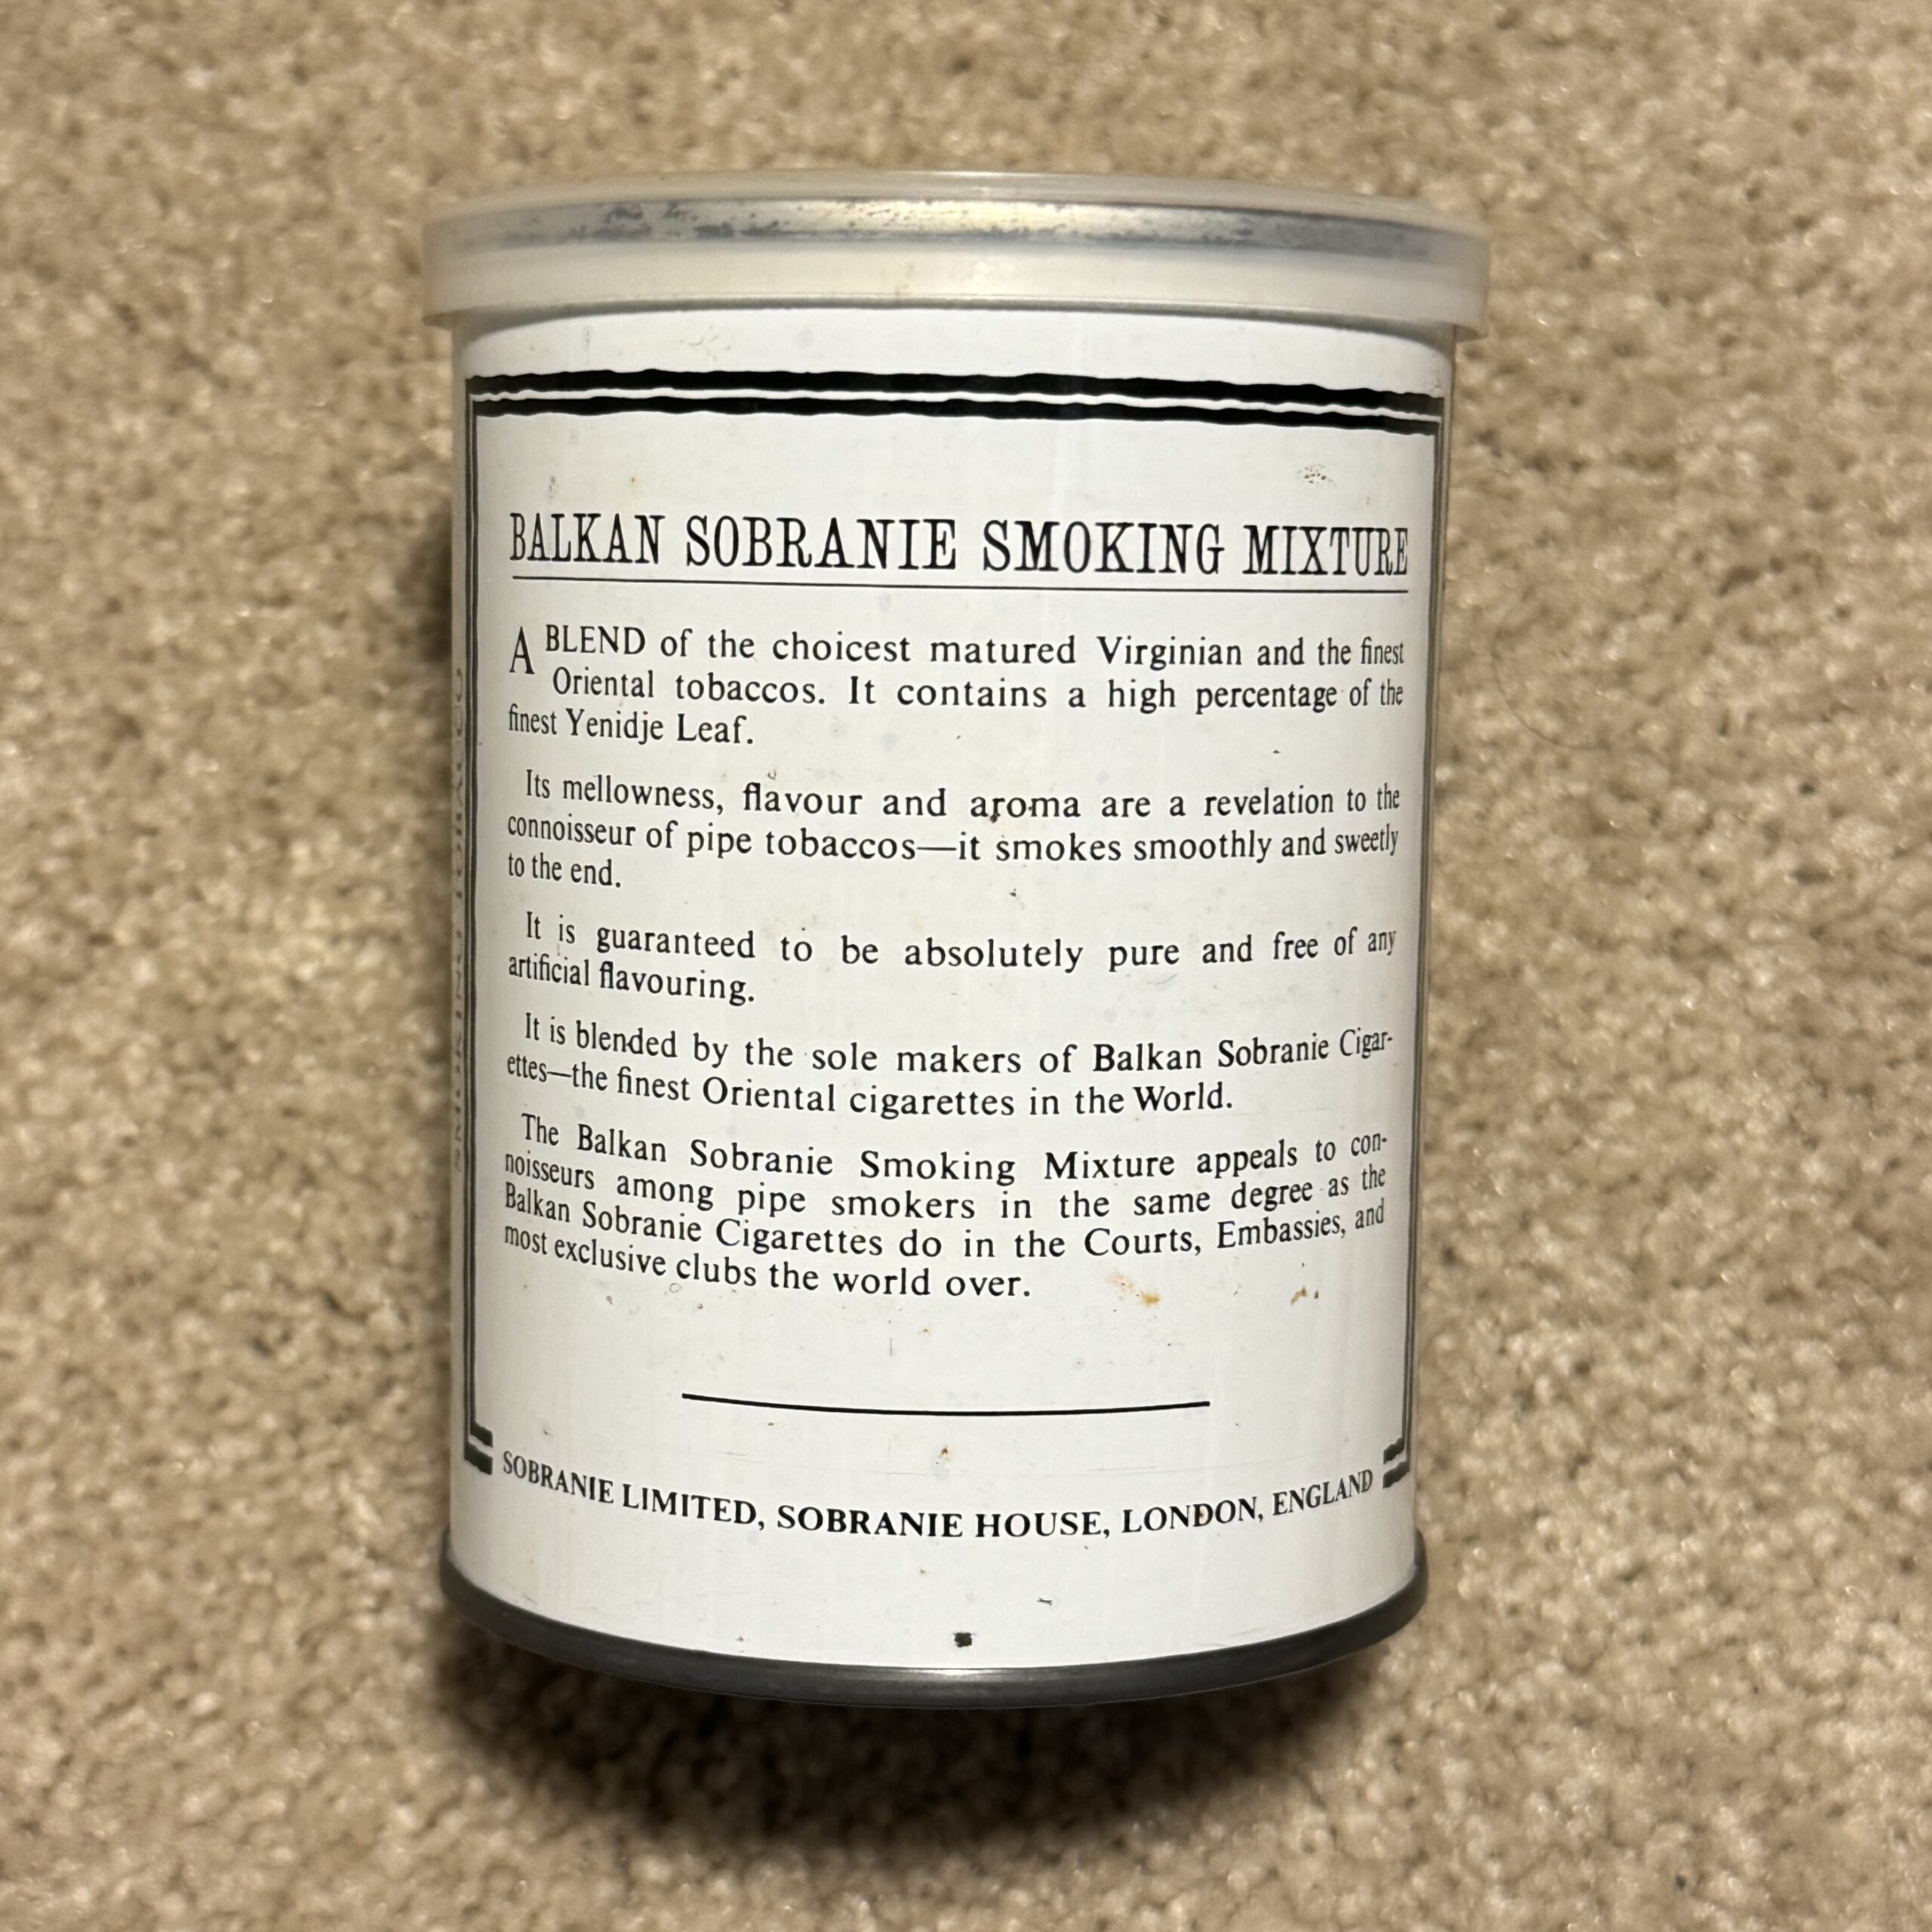 BALKAN SOBRANIE SMOKING MIXTURE
A BLEND of the choicest matured Virginian and the finest
Oriental tobaccos. It contains a high percentage of the
finest Yenidje Leaf.
Its mellowness, flavour and aroma are a revelation to the
connoisseur of pipe tobaccos—it smokes smoothly and sweetly
to the end.
It is guaranteed to be absolutely pure and free of any
artificial flavouring.
It is blended by the sole makers of Balkan Sobranie Cigar-
ettes—the finest Oriental cigarettes in the World.
The Balkan Sobranie Smoking Mixture appeals to con-
noisseurs among pipe smokers in the same degree as the
Balkan Sobranie Cigarettes do in the Courts, Embassies, and
most exclusive clubs the world over.
SOBRANIE LIMITED, SOBRANIE HOUSE, LONDON, ENGLAND
SMOKING TOBACCO